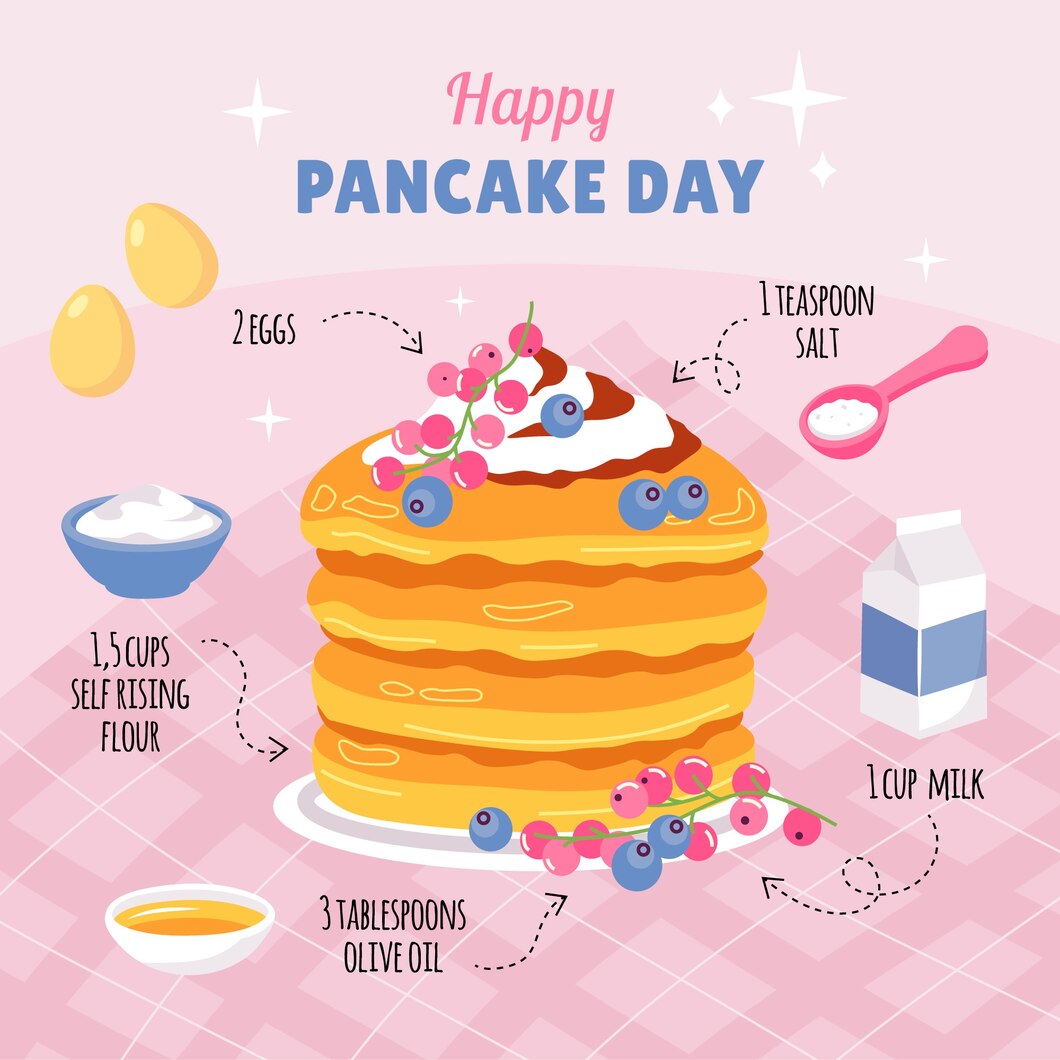 Happy
PANCAKE DAY
2 EGGS
1 TEASPOON
SALT
1,5 CUPS
SELF RISING
FLOUR
1 CUP MILK
3 TABLESPOONS
OLIVE OIL